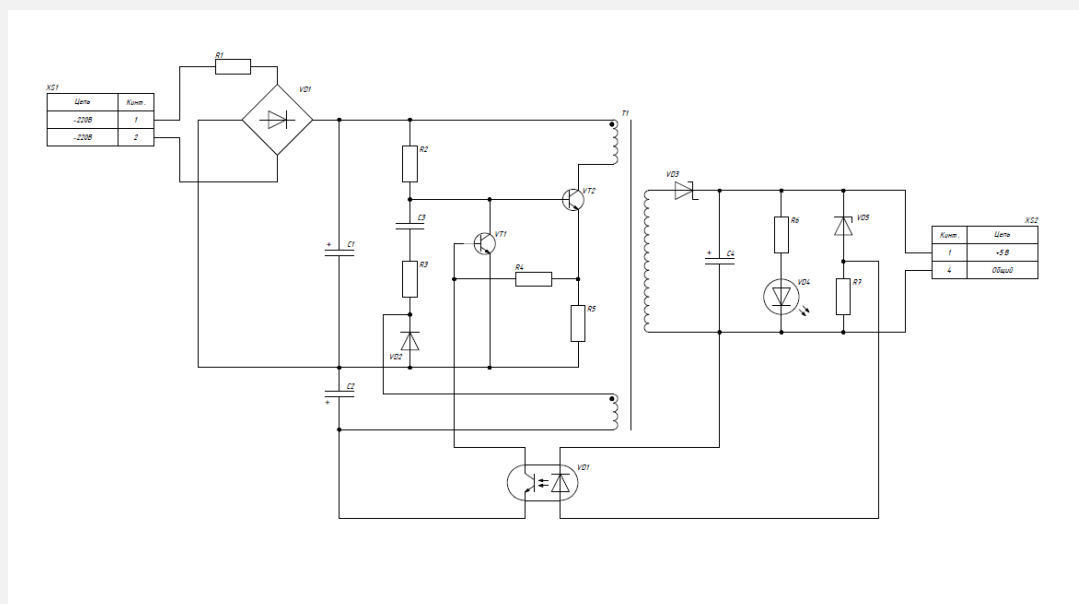 R1
XS1
VD1
Цепь Конт.
~220В 1
~220В 2
T1
R2
VT2
C3
VT1
C1
R3
R4
R5
VD2
C2
VD1
VD3
R6
VD5
C4
VD4
R7
XS2
Конт. Цепь
1 +5 В
4 Общий
+
+
+